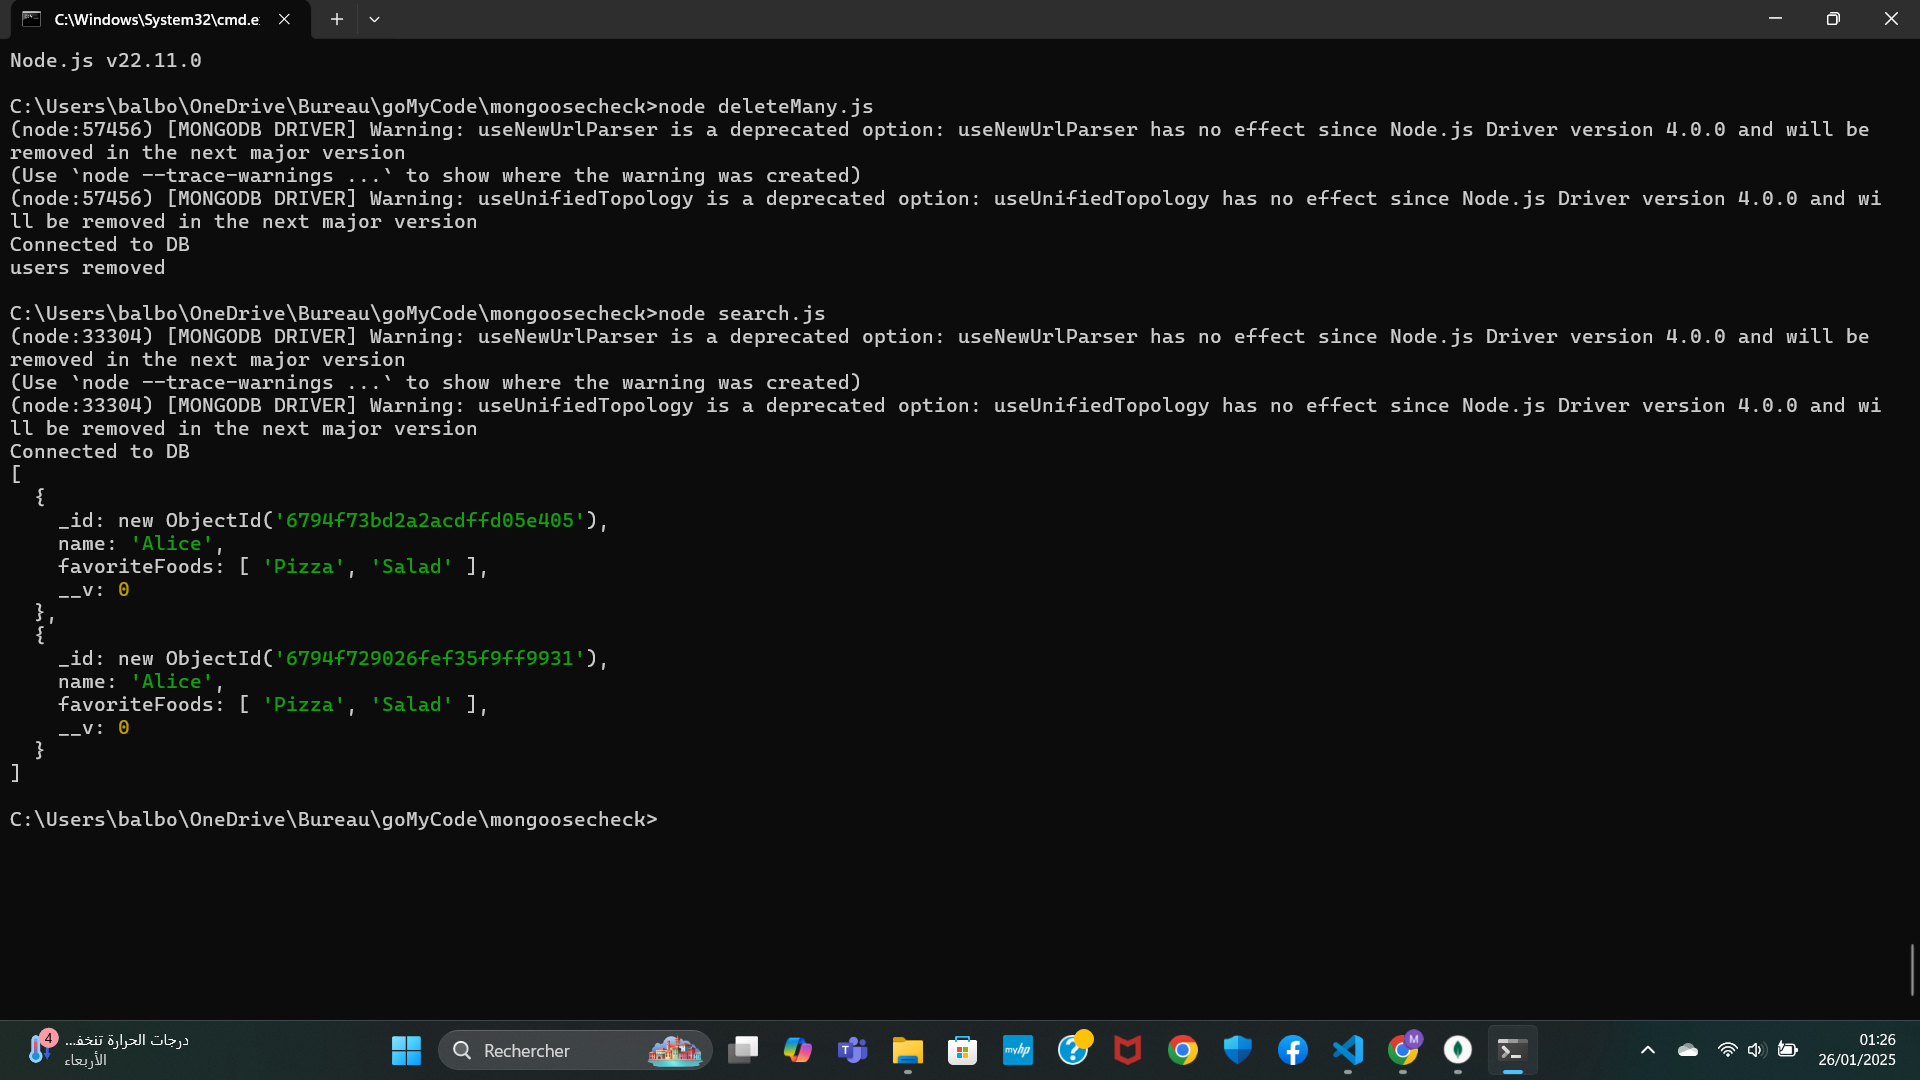 C:\Windows\System32\cmd.e
Node.js v22.11.0
C:\Users\balbo\OneDrive\Bureau\goMyCode\mongoosecheck>node deleteMany.js
(node:57456) [MONGODB DRIVER] Warning: useNewUrlParser is a deprecated option: useNewUrlParser has no effect since Node.js Driver version 4.0.0 and will be
removed in the next major version
(Use `node --trace-warnings ...` to show where the warning was created)
(node:57456) [MONGODB DRIVER] Warning: useUnifiedTopology is a deprecated option: useUnifiedTopology has no effect since Node.js Driver version 4.0.0 and wi
ll be removed in the next major version
Connected to DB
users removed
C:\Users\balbo\OneDrive\Bureau\goMyCode\mongoosecheck>node search.js
(node:33304) [MONGODB DRIVER] Warning: useNewUrlParser is a deprecated option: useNewUrlParser has no effect since Node.js Driver version 4.0.0 and will be
removed in the next major version
(Use `node --trace-warnings ...` to show where the warning was created)
(node:33304) [MONGODB DRIVER] Warning: useUnifiedTopology is a deprecated option: useUnifiedTopology has no effect since Node.js Driver version 4.0.0 and wi
ll be removed in the next major version
Connected to DB
[
  {
    _id: new ObjectId('6794f73bd2a2acdffd05e405'),
    name: 'Alice',
    favoriteFoods: [ 'Pizza', 'Salad' ],
    __v: 0
  },
  {
    _id: new ObjectId('6794f729026fef35f9ff9931'),
    name: 'Alice',
    favoriteFoods: [ 'Pizza', 'Salad' ],
    __v: 0
  }
]
C:\Users\balbo\OneDrive\Bureau\goMyCode\mongoosecheck>
4
درجات الحرارة تنخف...
الأربعاء
Rechercher
T
myhp
?
M
01:26
26/01/2025